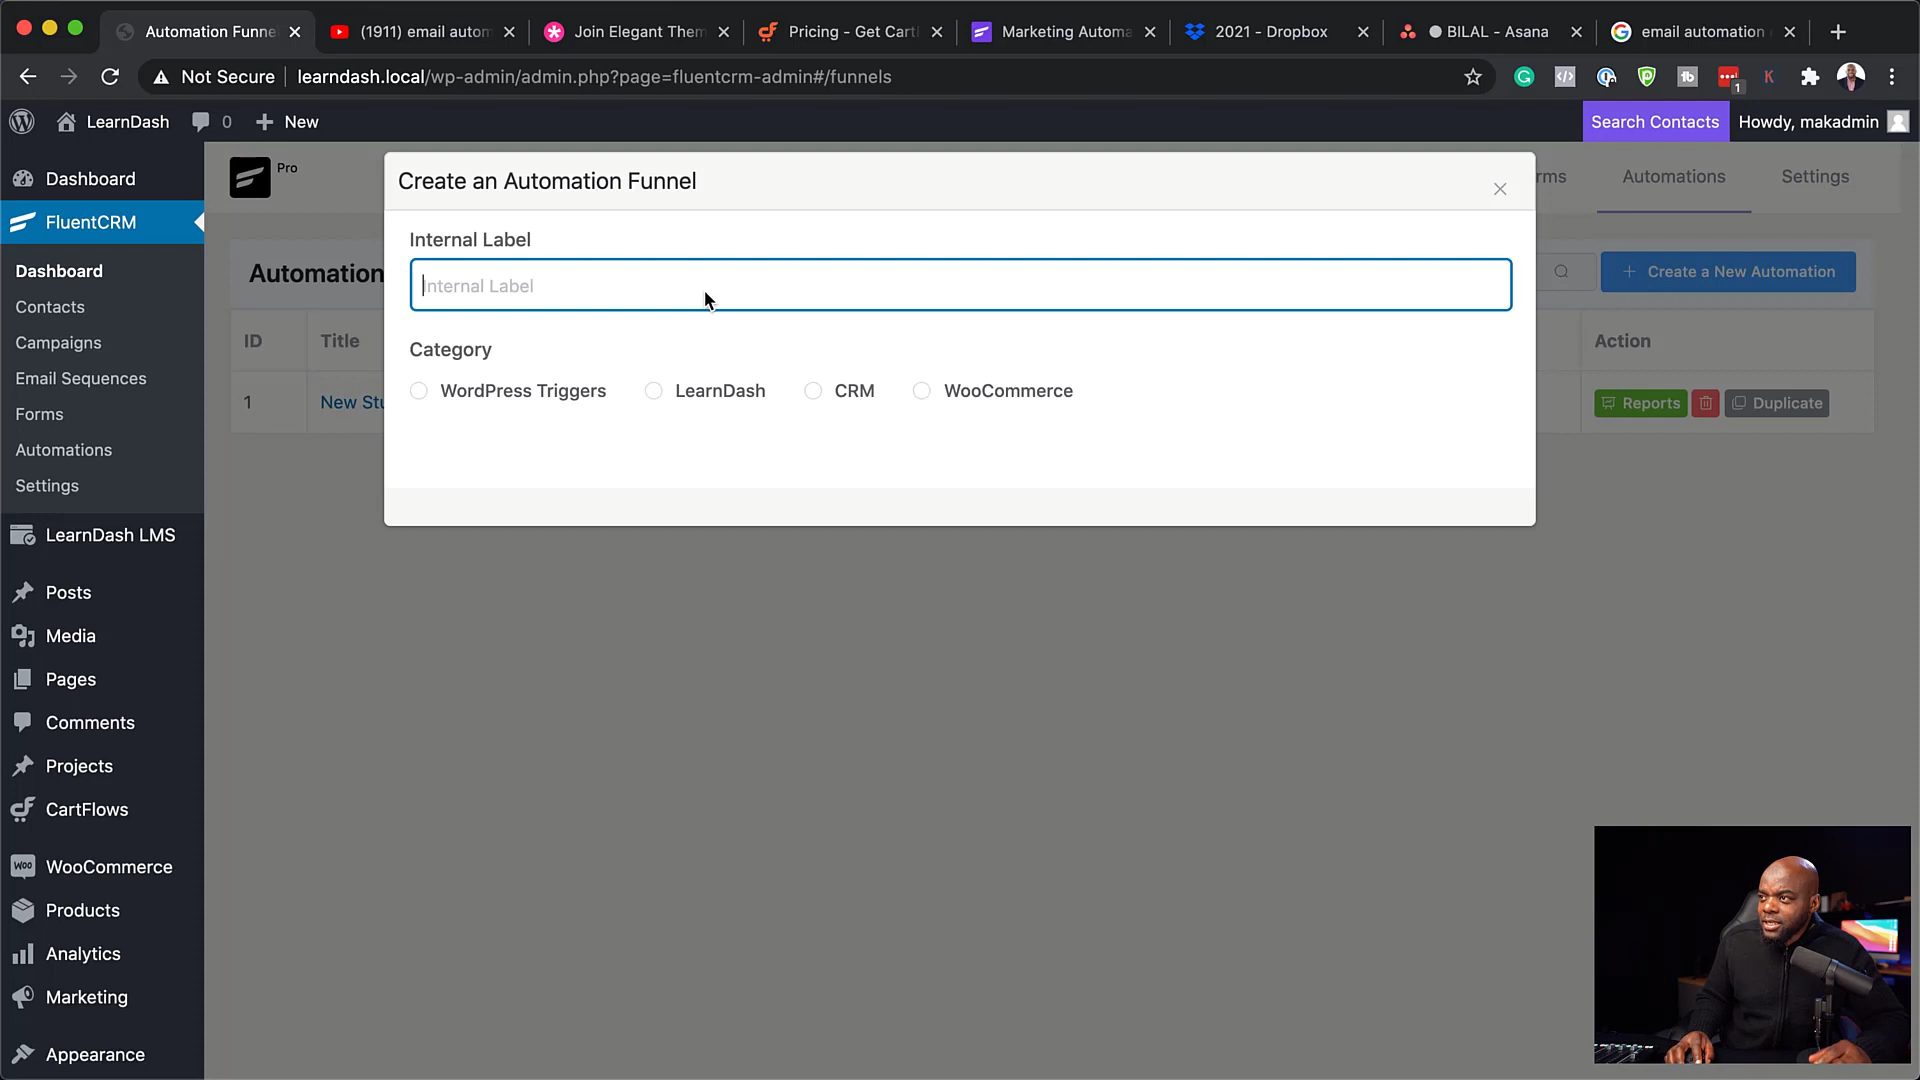 Automation Funne
(1911) email autom
Join Elegant Them
Pricing - Get Carti
Marketing Automa
2021 - Dropbox
BILAL - Asana
email automation
Not Secure
learndash.local/wp-admin/admin.php?page=fluentcrm-admin#/funnels
1
LearnDash
0
New
Search Contacts
Howdy, makadmin
Dashboard
FluentCRM
Dashboard
Contacts
Campaigns
Email Sequences
Forms
Automations
Settings
LearnDash LMS
Posts
Media
Pages
Comments
Projects
CartFlows
WooCommerce
Products
Analytics
Marketing
Appearance
Pro
rms
Automations
Settings
Automation
Create a New Automation
ID
Title
Action
1
New Stu
Reports
Duplicate
Create an Automation Funnel
Internal Label
Internal Label
Category
WordPress Triggers
LearnDash
CRM
WooCommerce